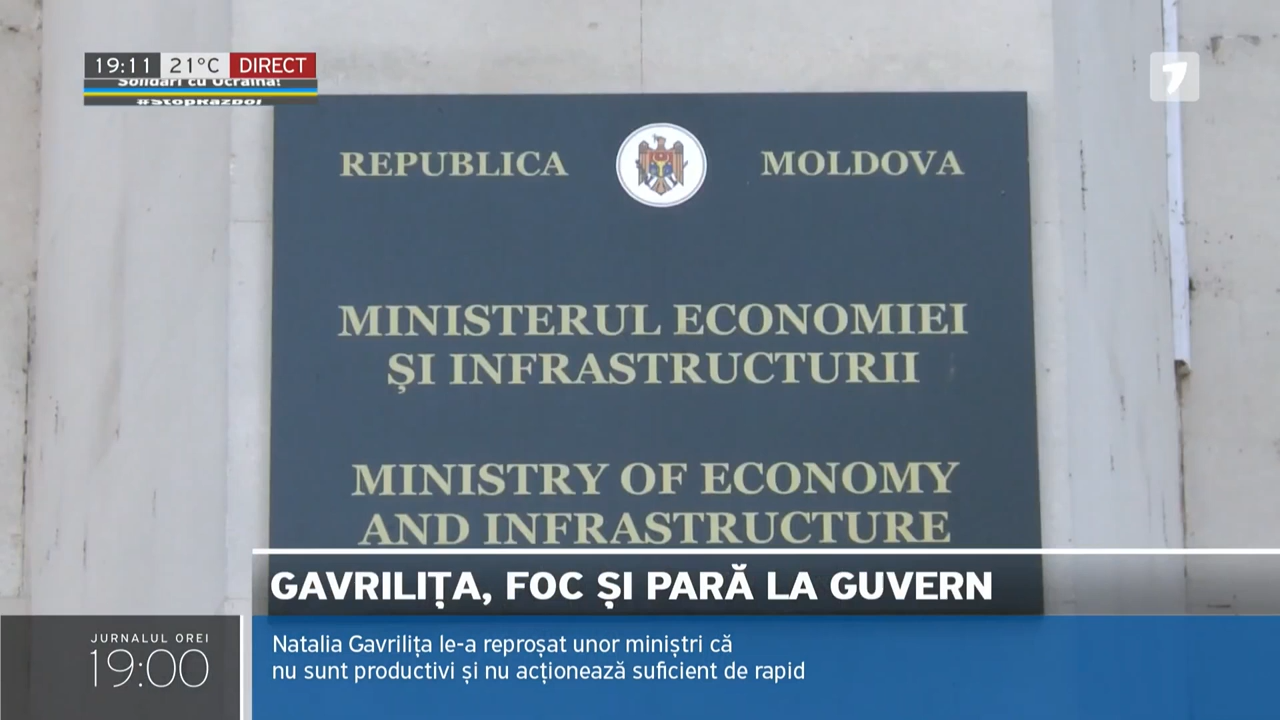 19:11 21°C DIRECT
Solidari cu Ucraina!
#StopRăzboi
REPUBLICA MOLDOVA
MINISTERUL ECONOMIEI
ŞI INFRASTRUCTURII
MINISTRY OF ECONOMY
AND INFRASTRUCTURE
GAVRILIȚA, FOC ȘI PARĂ LA GUVERN
JURNALUL OREI
19:00
Natalia Gavrilița le-a reproșat unor miniștri că
nu sunt productivi și nu acționează suficient de rapid